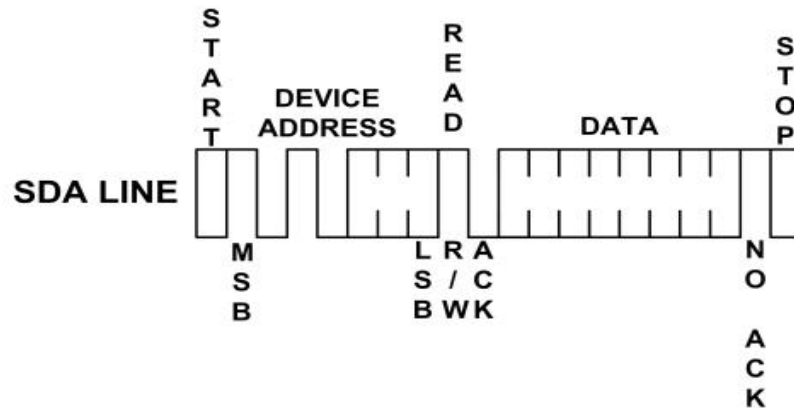 START
DEVICE
ADDRESS
READ
DATA
STOP
SDA LINE
MSB
LSB
R/W
ACK
NO ACK